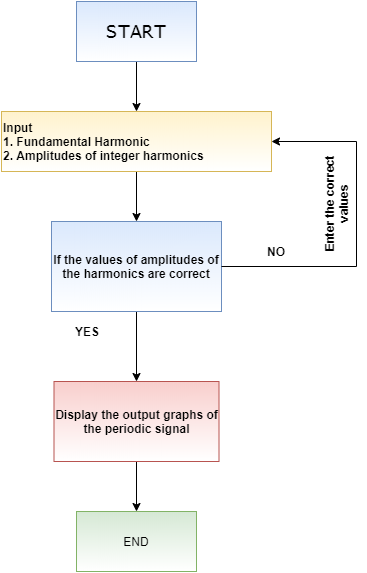 START
Input
1. Fundamental Harmonic
2. Amplitudes of integer harmonics
Enter the correct
values
If the values of amplitudes of
the harmonics are correct
NO
YES
Display the output graphs of
the periodic signal
END